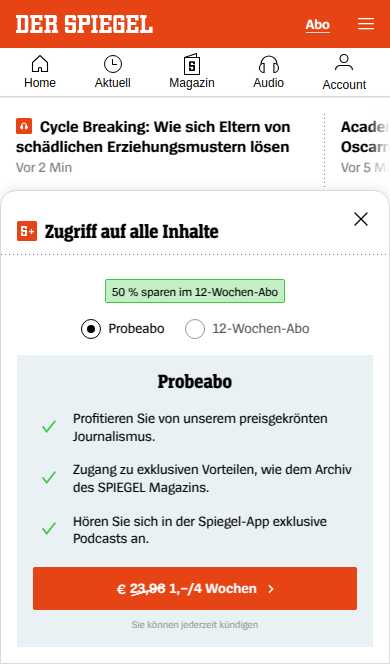 DER SPIEGEL
Abo
Home
Aktuell
Magazin
Audio
Account
Cycle Breaking: Wie sich Eltern von
schädlichen Erziehungsmustern lösen
Vor 2 Min
Vor 5 M
S+ Zugriff auf alle Inhalte
50 % sparen im 12-Wochen-Abo
Probeabo
12-Wochen-Abo
Probeabo
Profitieren Sie von unserem preisgekrönten
Journalismus.
Zugang zu exklusiven Vorteilen, wie dem Archiv
des SPIEGEL Magazins.
Hören Sie sich in der Spiegel-App exklusive
Podcasts an.
€ 23,96 1,–/4 Wochen
Sie können jederzeit kündigen